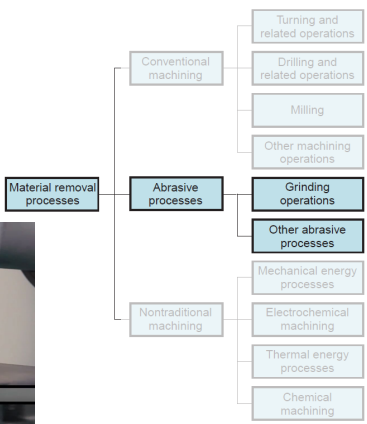 Turning and
related operations
Conventional
machining
Drilling and
related operations
Milling
Other machining
operations
Material removal
processes
Abrasive
processes
Grinding
operations
Other abrasive
processes
Mechanical energy
processes
Nontraditional
machining
Electrochemical
machining
Thermal energy
processes
Chemical
machining